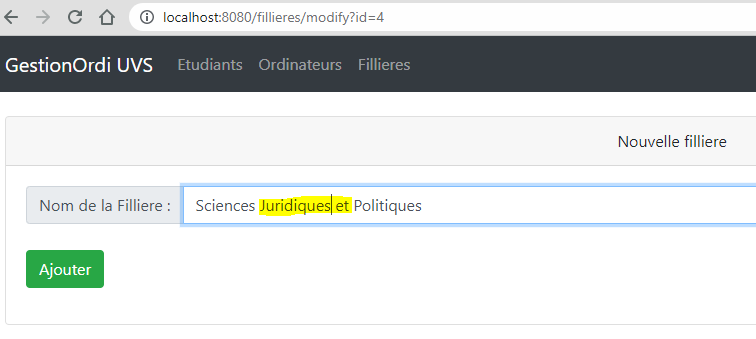 localhost:8080/fillieres/modify?id=4
GestionOrdi UVS Etudiants Ordinateurs Fillieres
Nouvelle filliere
Nom de la Filliere : Sciences Juridiques et Politiques
Ajouter